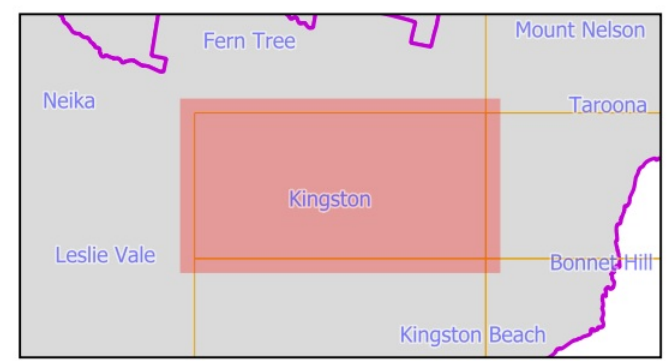 Mount Nelson
Fern Tree
Neika
Taroona
Kingston
Leslie Vale
Bonnet Hill
Kingston Beach